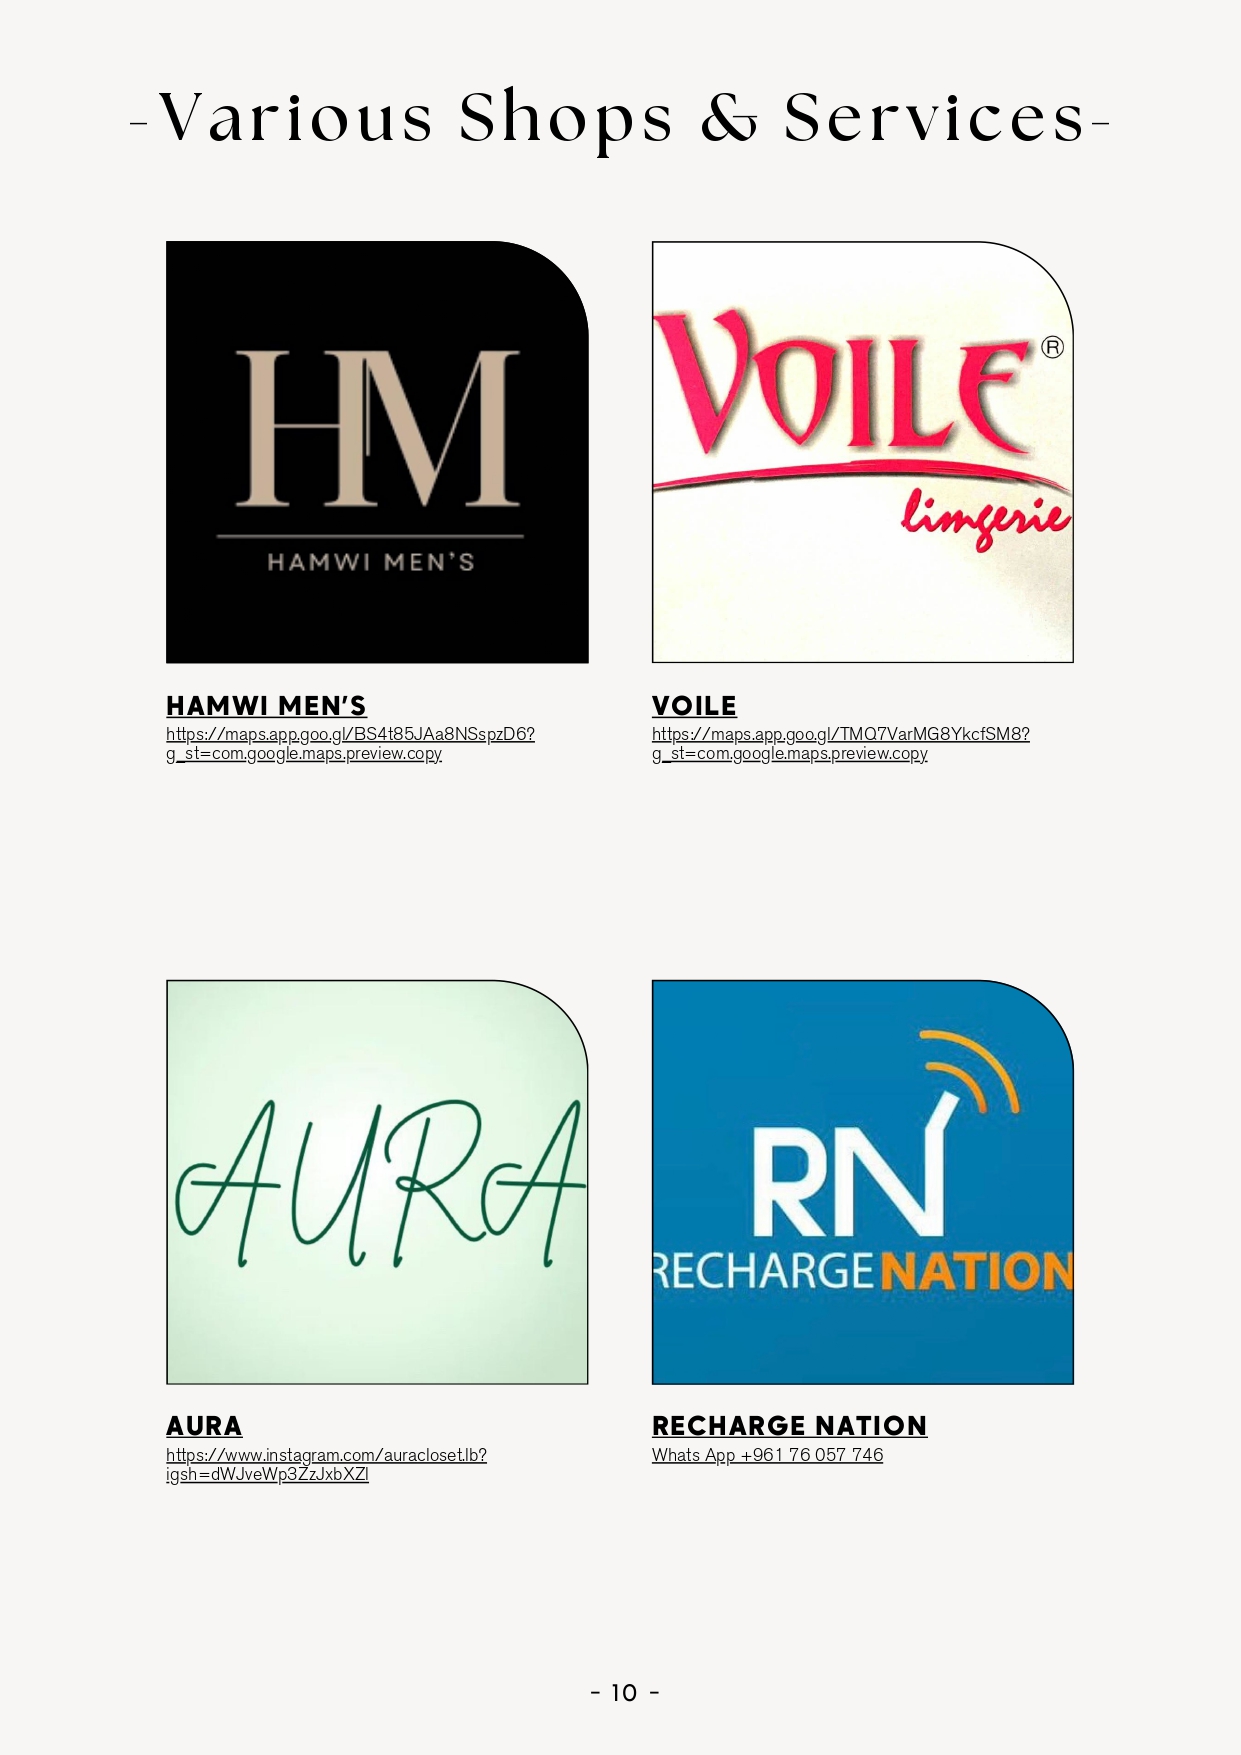 -Various Shops & Services-
HM
HAMWI MEN'S
VOILE ®
limgerie
HAMWI MEN'S
https://maps.app.goo.gl/BS4t85JAa8NSspzD6?
g_st=com.google.maps.preview.copy
VOILE
https://maps.app.goo.gl/TMQ7VarMG8YkcfSM8?
g_st=com.google.maps.preview.copy
AURA
RN
RECHARGE NATION
AURA
https://www.instagram.com/auracloset.lb?
igsh=dWJveWp3ZzJxbXZl
RECHARGE NATION
Whats App +961 76 057 746
- 10 -